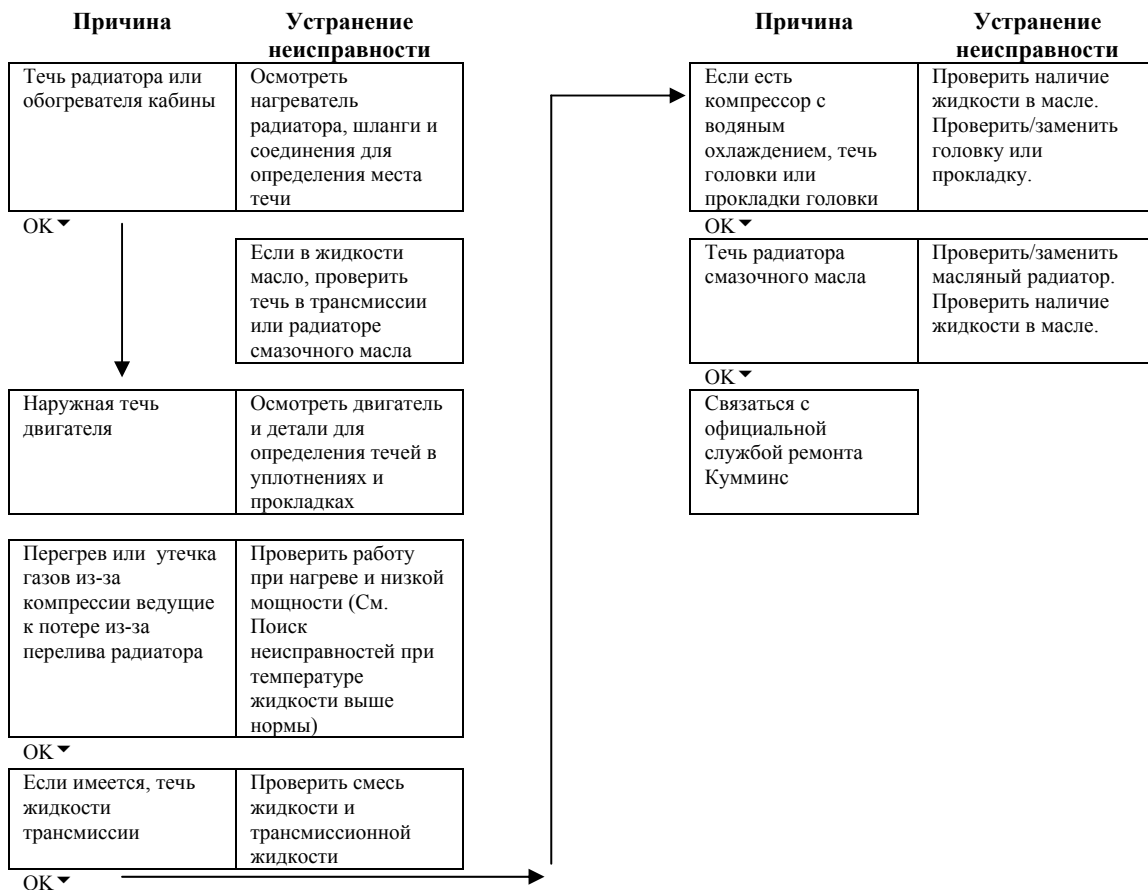 Причина
Устранение
неисправности
Течь радиатора или
обогревателя кабины
Осмотреть
нагреватель
радиатора, шланги и
соединения для
определения места
течи
OK
Если в жидкости
масло, проверить
течь в трансмиссии
или радиаторе
смазочного масла
Наружная течь
двигателя
Осмотреть двигатель
и детали для
определения течей в
уплотнениях и
прокладках
Перегрев или утечка
газов из-за
компрессии ведущие
к потере из-за
перелива радиатора
Проверить работу
при нагреве и низкой
мощности (См.
Поиск
неисправностей при
температуре
жидкости выше
нормы)
OK
Если имеется, течь
жидкости
трансмиссии
Проверить смесь
жидкости и
трансмиссионной
жидкости
OK
Причина
Устранение
неисправности
Если есть
компрессор с
водяным
охлаждением, течь
головки или
прокладки головки
Проверить наличие
жидкости в масле.
Проверить/заменить
головку или
прокладку.
OK
Течь радиатора
смазочного масла
Проверить/заменить
масляный радиатор.
Проверить наличие
жидкости в масле.
OK
Связаться с
официальной
службой ремонта
Кумминс